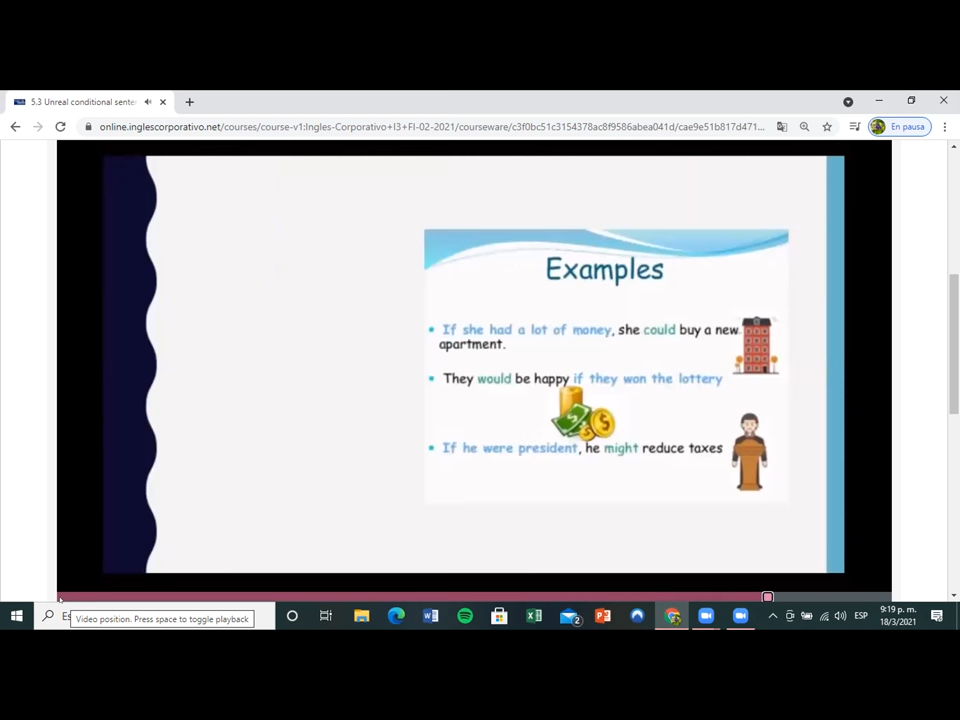 5.3 Unreal conditional sente
online.inglescorporativo.net/courses/course-v1:Ingles-Corporativo+I3+FI-02-2021/courseware/c3f0bc51c3154378ac8f9586abea041d/cae9e51b817d471...
En pausa
Examples
• If she had a lot of money, she could buy a new
apartment.
• They would be happy if they won the lottery
• If he were president, he might reduce taxes
Es
Video position. Press space to toggle playback
2
ESP
9:19 p. m.
18/3/2021